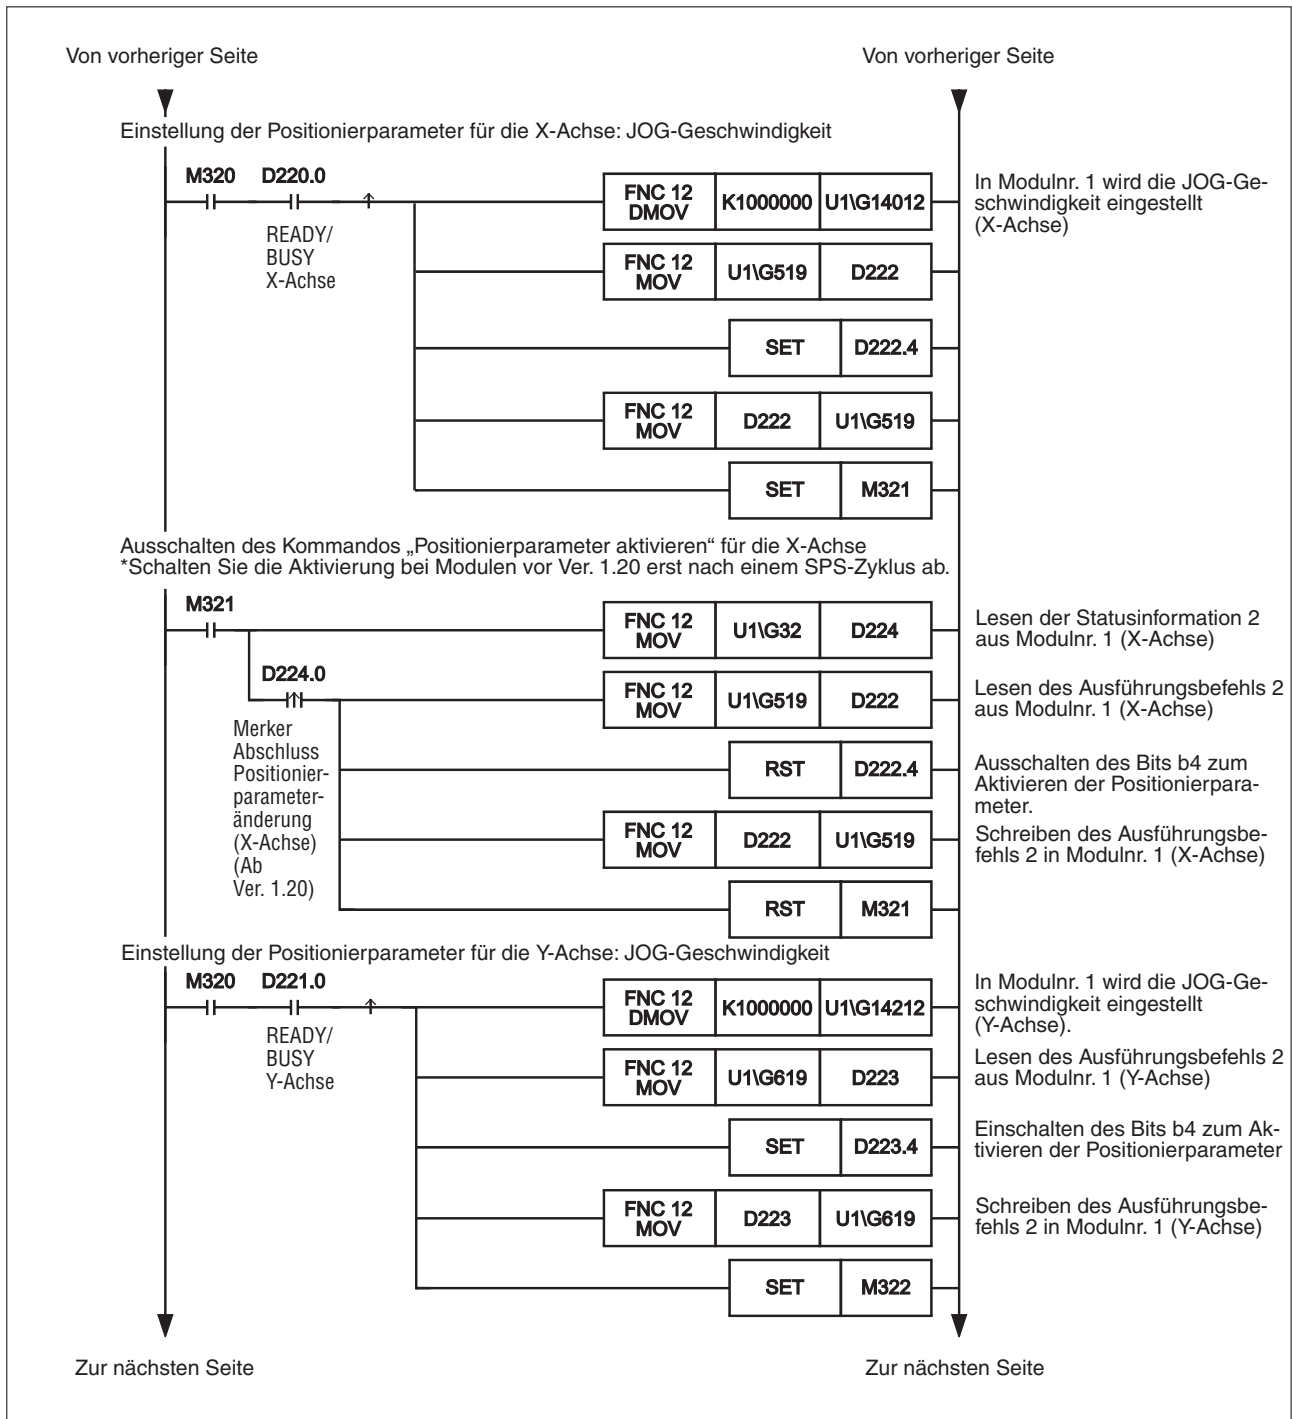 Von vorheriger Seite
Von vorheriger Seite
Einstellung der Positionierparameter für die X-Achse: JOG-Geschwindigkeit
M320
D220.0
READY/
BUSY
X-Achse
FNC 12
DMOV
K1000000
U1\G14012
In Modulnr. 1 wird die JOG-Ge-
schwindigkeit eingestellt
(X-Achse)
FNC 12
MOV
U1\G519
D222
SET
D222.4
FNC 12
MOV
D222
U1\G519
SET
M321
Ausschalten des Kommandos „Positionierparameter aktivieren“ für die X-Achse
*Schalten Sie die Aktivierung bei Modulen vor Ver. 1.20 erst nach einem SPS-Zyklus ab.
M321
FNC 12
MOV
U1\G32
D224
Lesen der Statusinformation 2
aus Modulnr. 1 (X-Achse)
D224.0
Merker
Abschluss
Positionier-
parameter-
änderung
(X-Achse)
(Ab
Ver. 1.20)
FNC 12
MOV
U1\G519
D222
Lesen des Ausführungsbefehls 2
aus Modulnr. 1 (X-Achse)
RST
D222.4
Ausschalten des Bits b4 zum
Aktivieren der Positionierpara-
meter.
FNC 12
MOV
D222
U1\G519
Schreiben des Ausführungsbe-
fehls 2 in Modulnr. 1 (X-Achse)
RST
M321
Einstellung der Positionierparameter für die Y-Achse: JOG-Geschwindigkeit
M320
D221.0
READY/
BUSY
Y-Achse
FNC 12
DMOV
K1000000
U1\G14212
In Modulnr. 1 wird die JOG-Ge-
schwindigkeit eingestellt
(Y-Achse).
FNC 12
MOV
U1\G619
D223
Lesen des Ausführungsbefehls 2
aus Modulnr. 1 (Y-Achse)
SET
D223.4
Einschalten des Bits b4 zum Ak-
tivieren der Positionierparameter
FNC 12
MOV
D223
U1\G619
Schreiben des Ausführungsbe-
fehls 2 in Modulnr. 1 (Y-Achse)
SET
M322
Zur nächsten Seite
Zur nächsten Seite